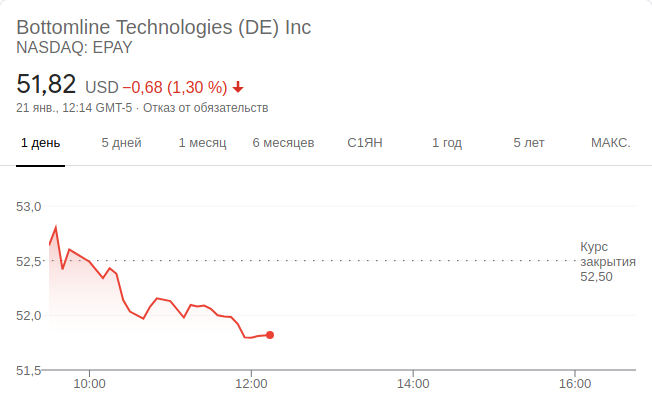 Bottomline Technologies (DE) Inc
NASDAQ: EPAY
51,82 USD −0,68 (1,30 %)
21 янв., 12:14 GMT-5 · Отказ от обязательств
1 день 5 дней 1 месяц 6 месяцев С1ЯН 1 год 5 лет МАКС.
53,0
52,5
52,0
51,5
Курс
закрытия
52,50
10:00 12:00 14:00 16:00